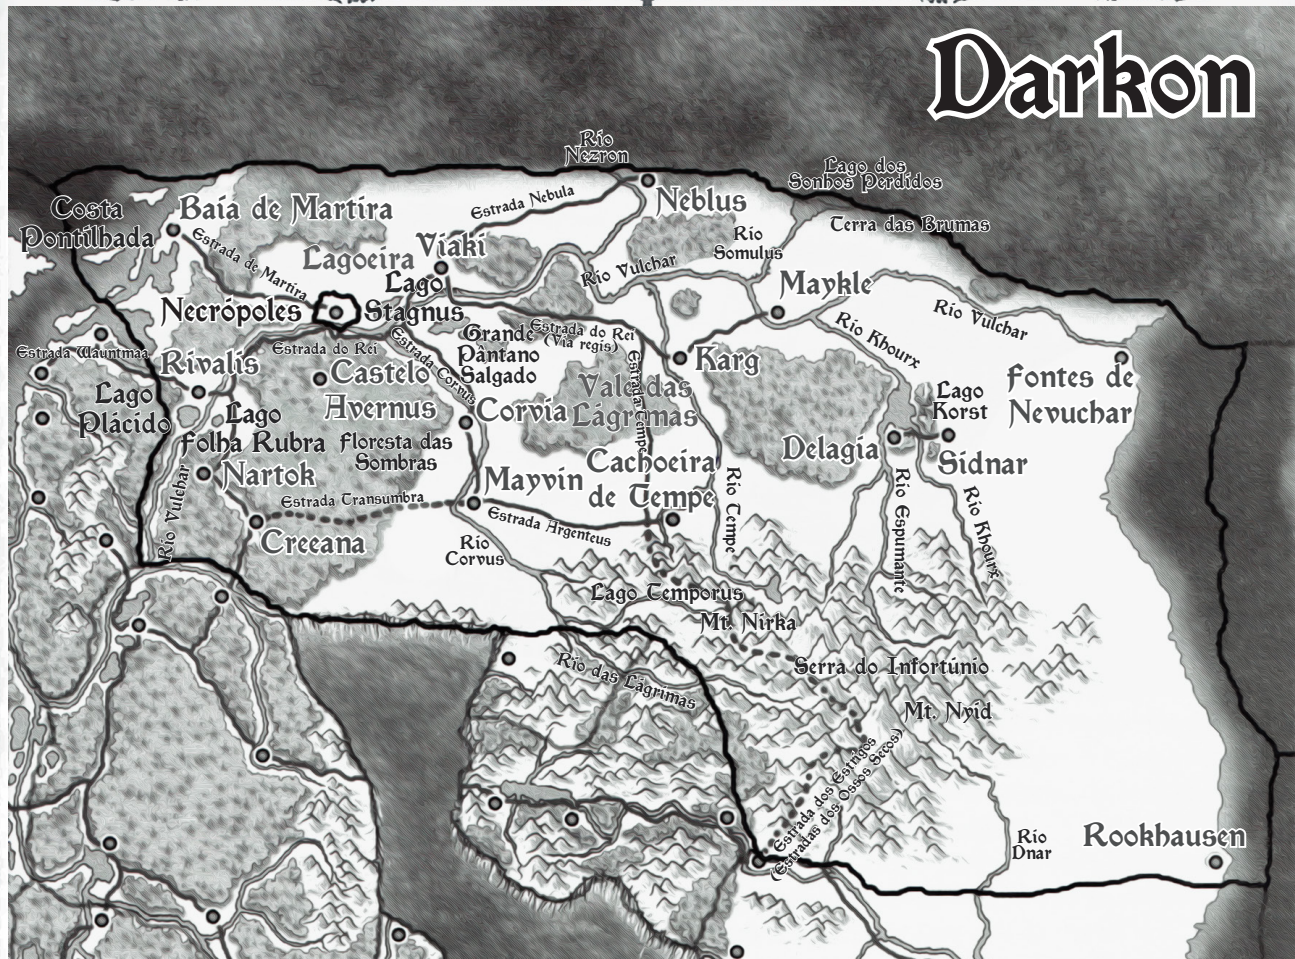 Darkon
Rio
Nezron
Lago dos
Sonhos Perdidos
Costa
Pontilhada
Baía de Martira
Estrada Nebula
Neblus
Terra das Brumas
Estrada de Martira
Lagoeira
Viaki
Rio
Somulus
Rio Vulchar
Lago
Stagnus
Necrópoles
Maykle
Rio Vulchar
Estrada Wauntmaa
Rivalis
Estrada do Rei
Estrada Corvus
Grande
Pântano
Salgado
Estrada do Rei
(Via regis)
Rio Khourx
Karg
Castelo
Avernus
Estrada Tempe
Vale das
Lágrimas
Fontes de
Nevuchar
Lago
Plácido
Lago
Folha Rubra
Corvia
Lago
Korst
Floresta das
Sombras
Delagia
Sidnar
Nartok
Mayvin
Cachoeira
de Tempe
Rio Vulchar
Estrada Transumbra
Estrada Argenteus
Rio Tempe
Rio Espumante
Rio Khourx
Creeana
Rio
Corvus
Lago Temporus
Mt. Nirka
Rio das Lágrimas
Serra do Infortúnio
Mt. Nyid
Estrada dos Estrigos
(Estradas dos Ossos Secos)
Rio
Dnar
Rookhausen